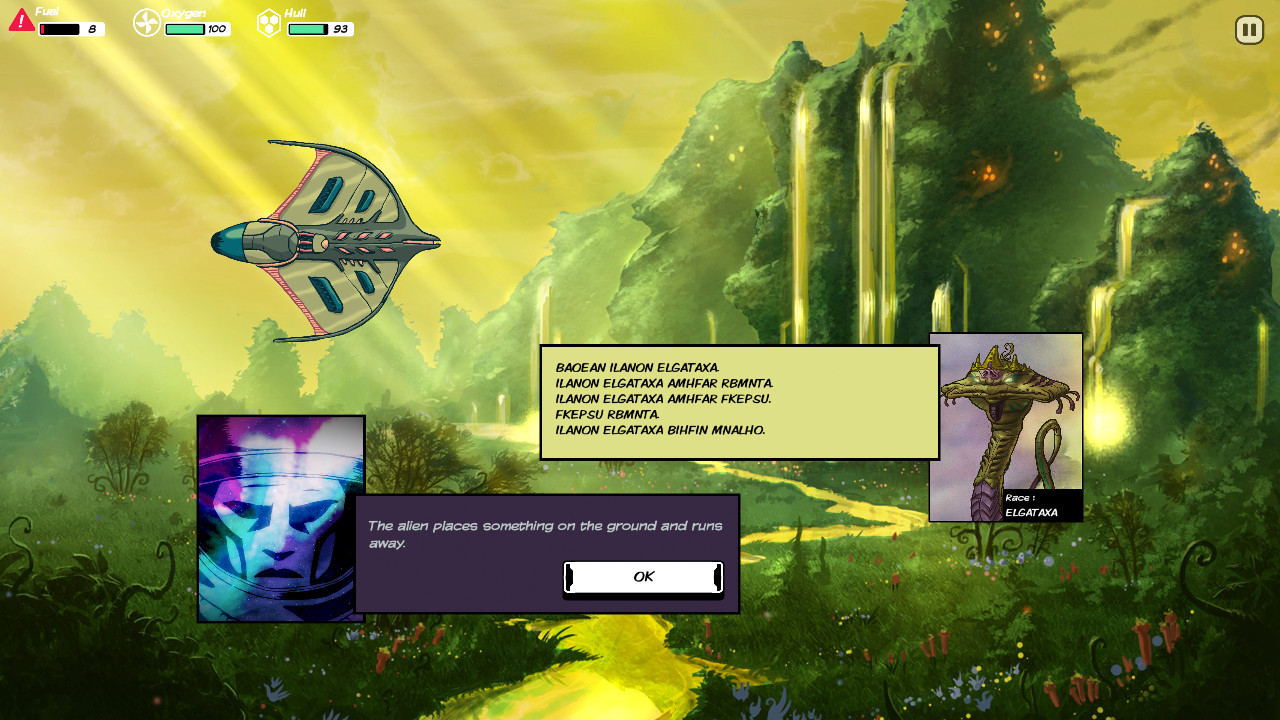 Fuel
8
Oxygen
100
Hull
93
BAOEAN ILANON ELGATAXA.
ILANON ELGATAXA AMHFAR RBMNTA.
ILANON ELGATAXA AMHFAR FKEPSU.
FKEPSU RBMNTA.
ILANON ELGATAXA BIHFIN MNALHO.
Race :
ELGATAXA
The alien places something on the ground and runs
away.
OK